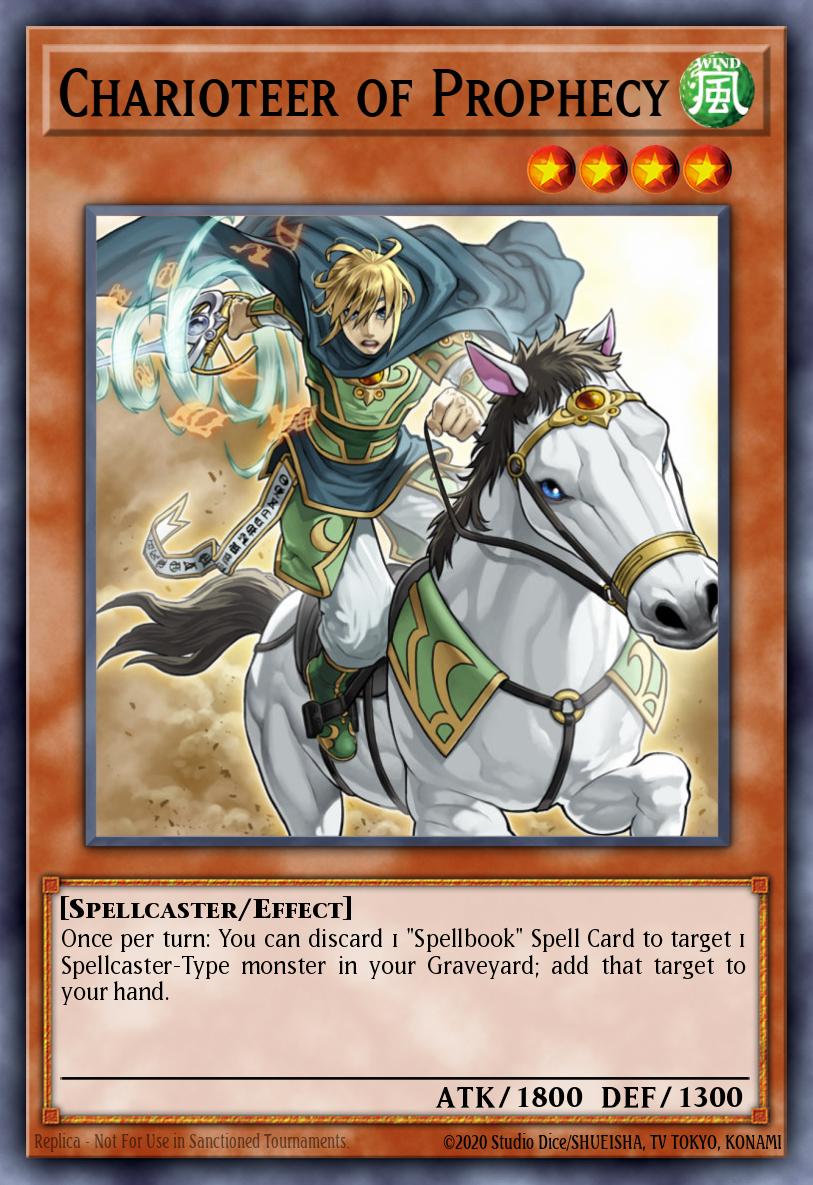 Charioteer of Prophecy
WIND
風
[Spellcaster/Effect]
Once per turn: You can discard 1 "Spellbook" Spell Card to target 1
Spellcaster-Type monster in your Graveyard; add that target to
your hand.
ATK/1800 DEF/1300
Replica - Not For Use in Sanctioned Tournaments.
©2020 Studio Dice/SHUEISHA, TV TOKYO, KONAMI